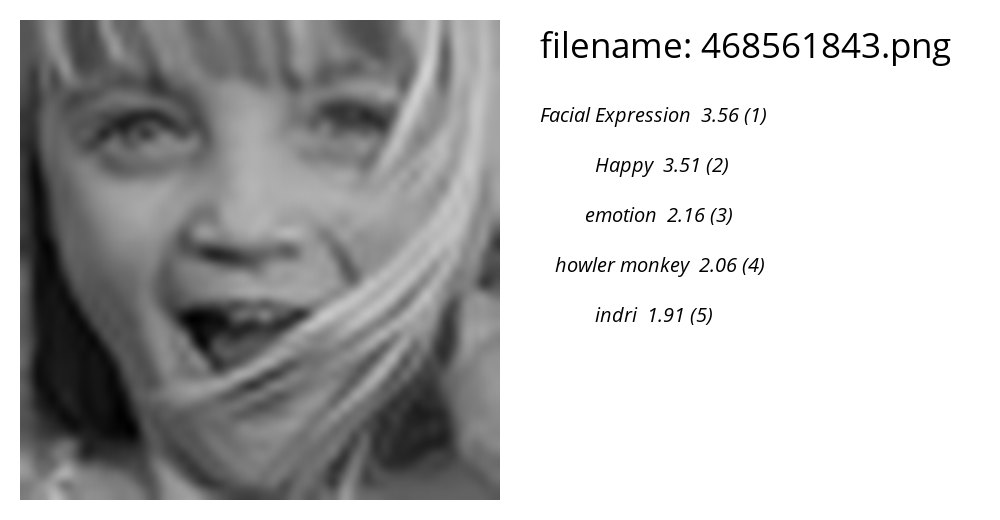 filename: 468561843.png
Facial Expression 3.56 (1)
Happy 3.51 (2)
emotion 2.16 (3)
howler monkey 2.06 (4)
indri 1.91 (5)